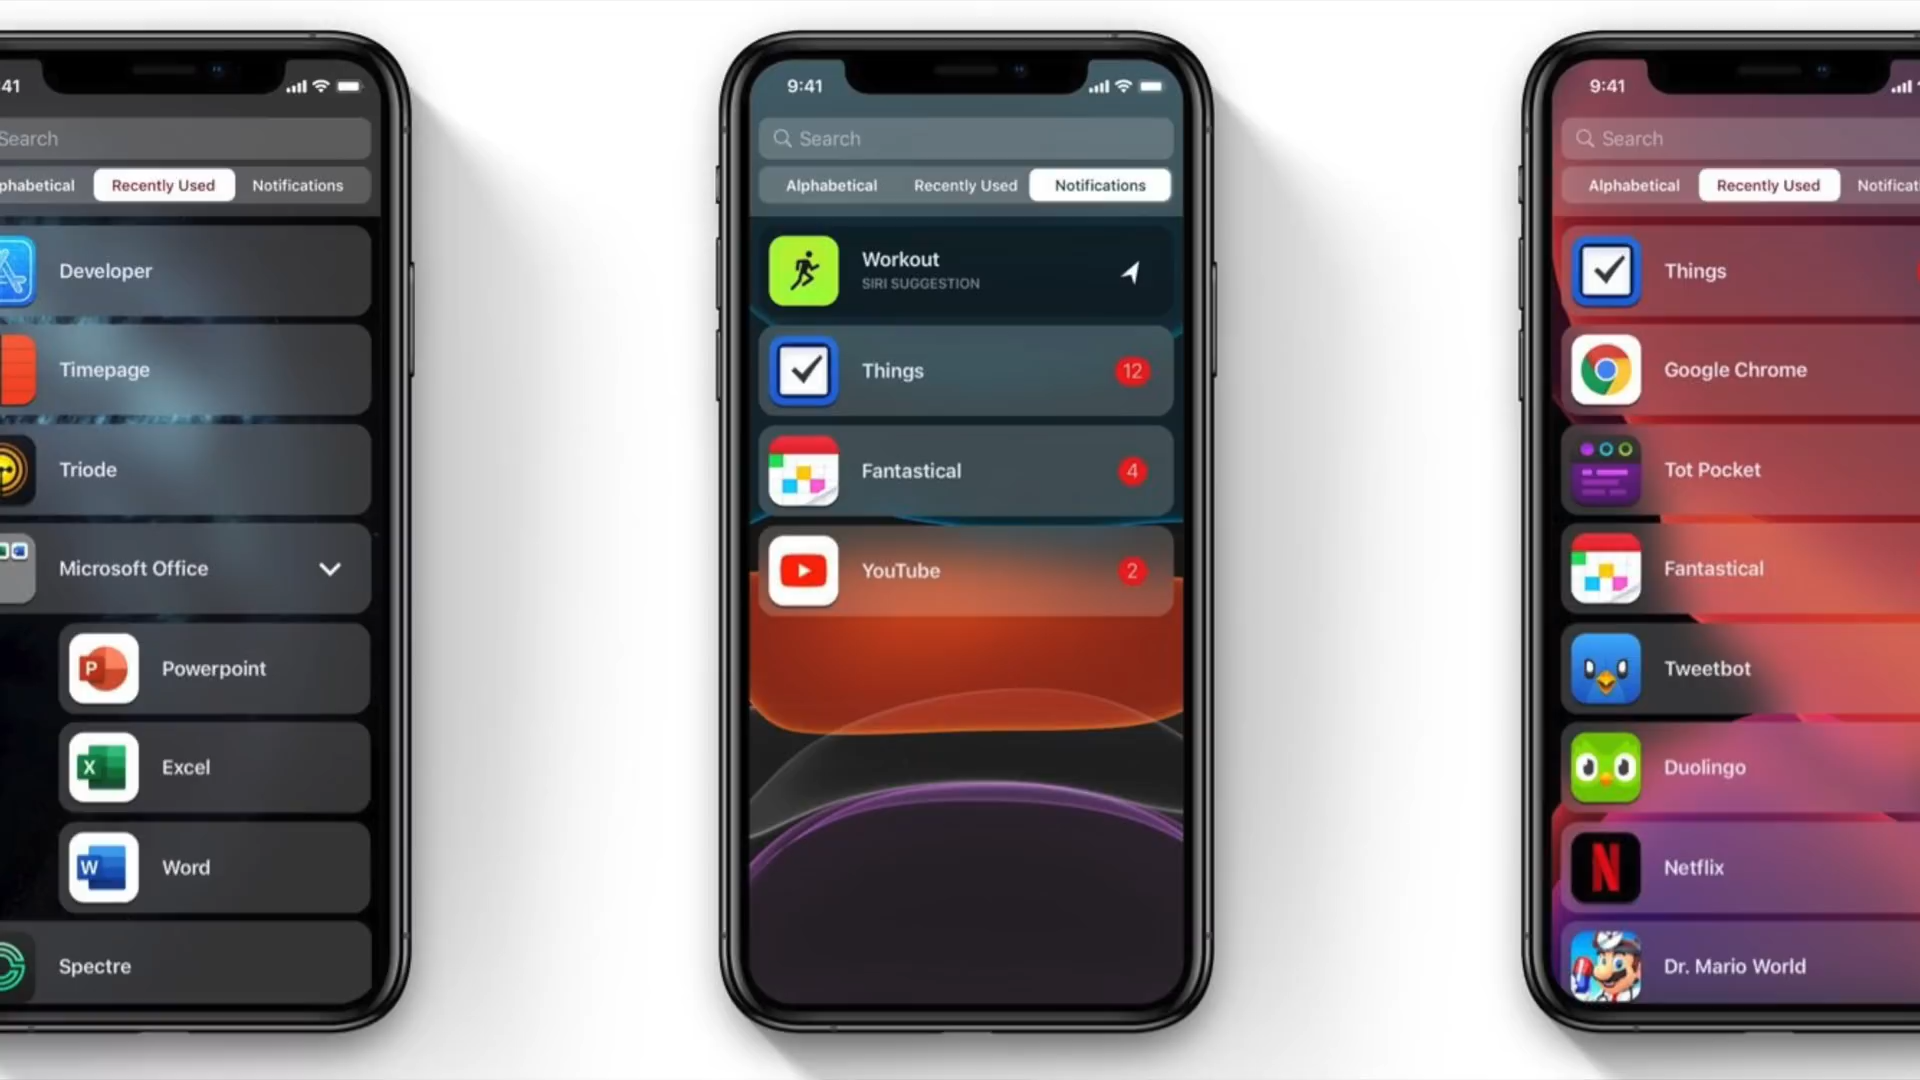 41
Search
phabetical Recently Used Notifications
Developer
Timepage
Triode
Microsoft Office
P
Powerpoint
X
Excel
W
Word
Spectre
9:41
Search
Alphabetical Recently Used Notifications
Workout
SIRI SUGGESTION
Things 12
Fantastical 4
YouTube 2
9:41
Search
Alphabetical Recently Used Notificati
Things
Google Chrome
Tot Pocket
Fantastical
Tweetbot
Duolingo
N
Netflix
Dr. Mario World